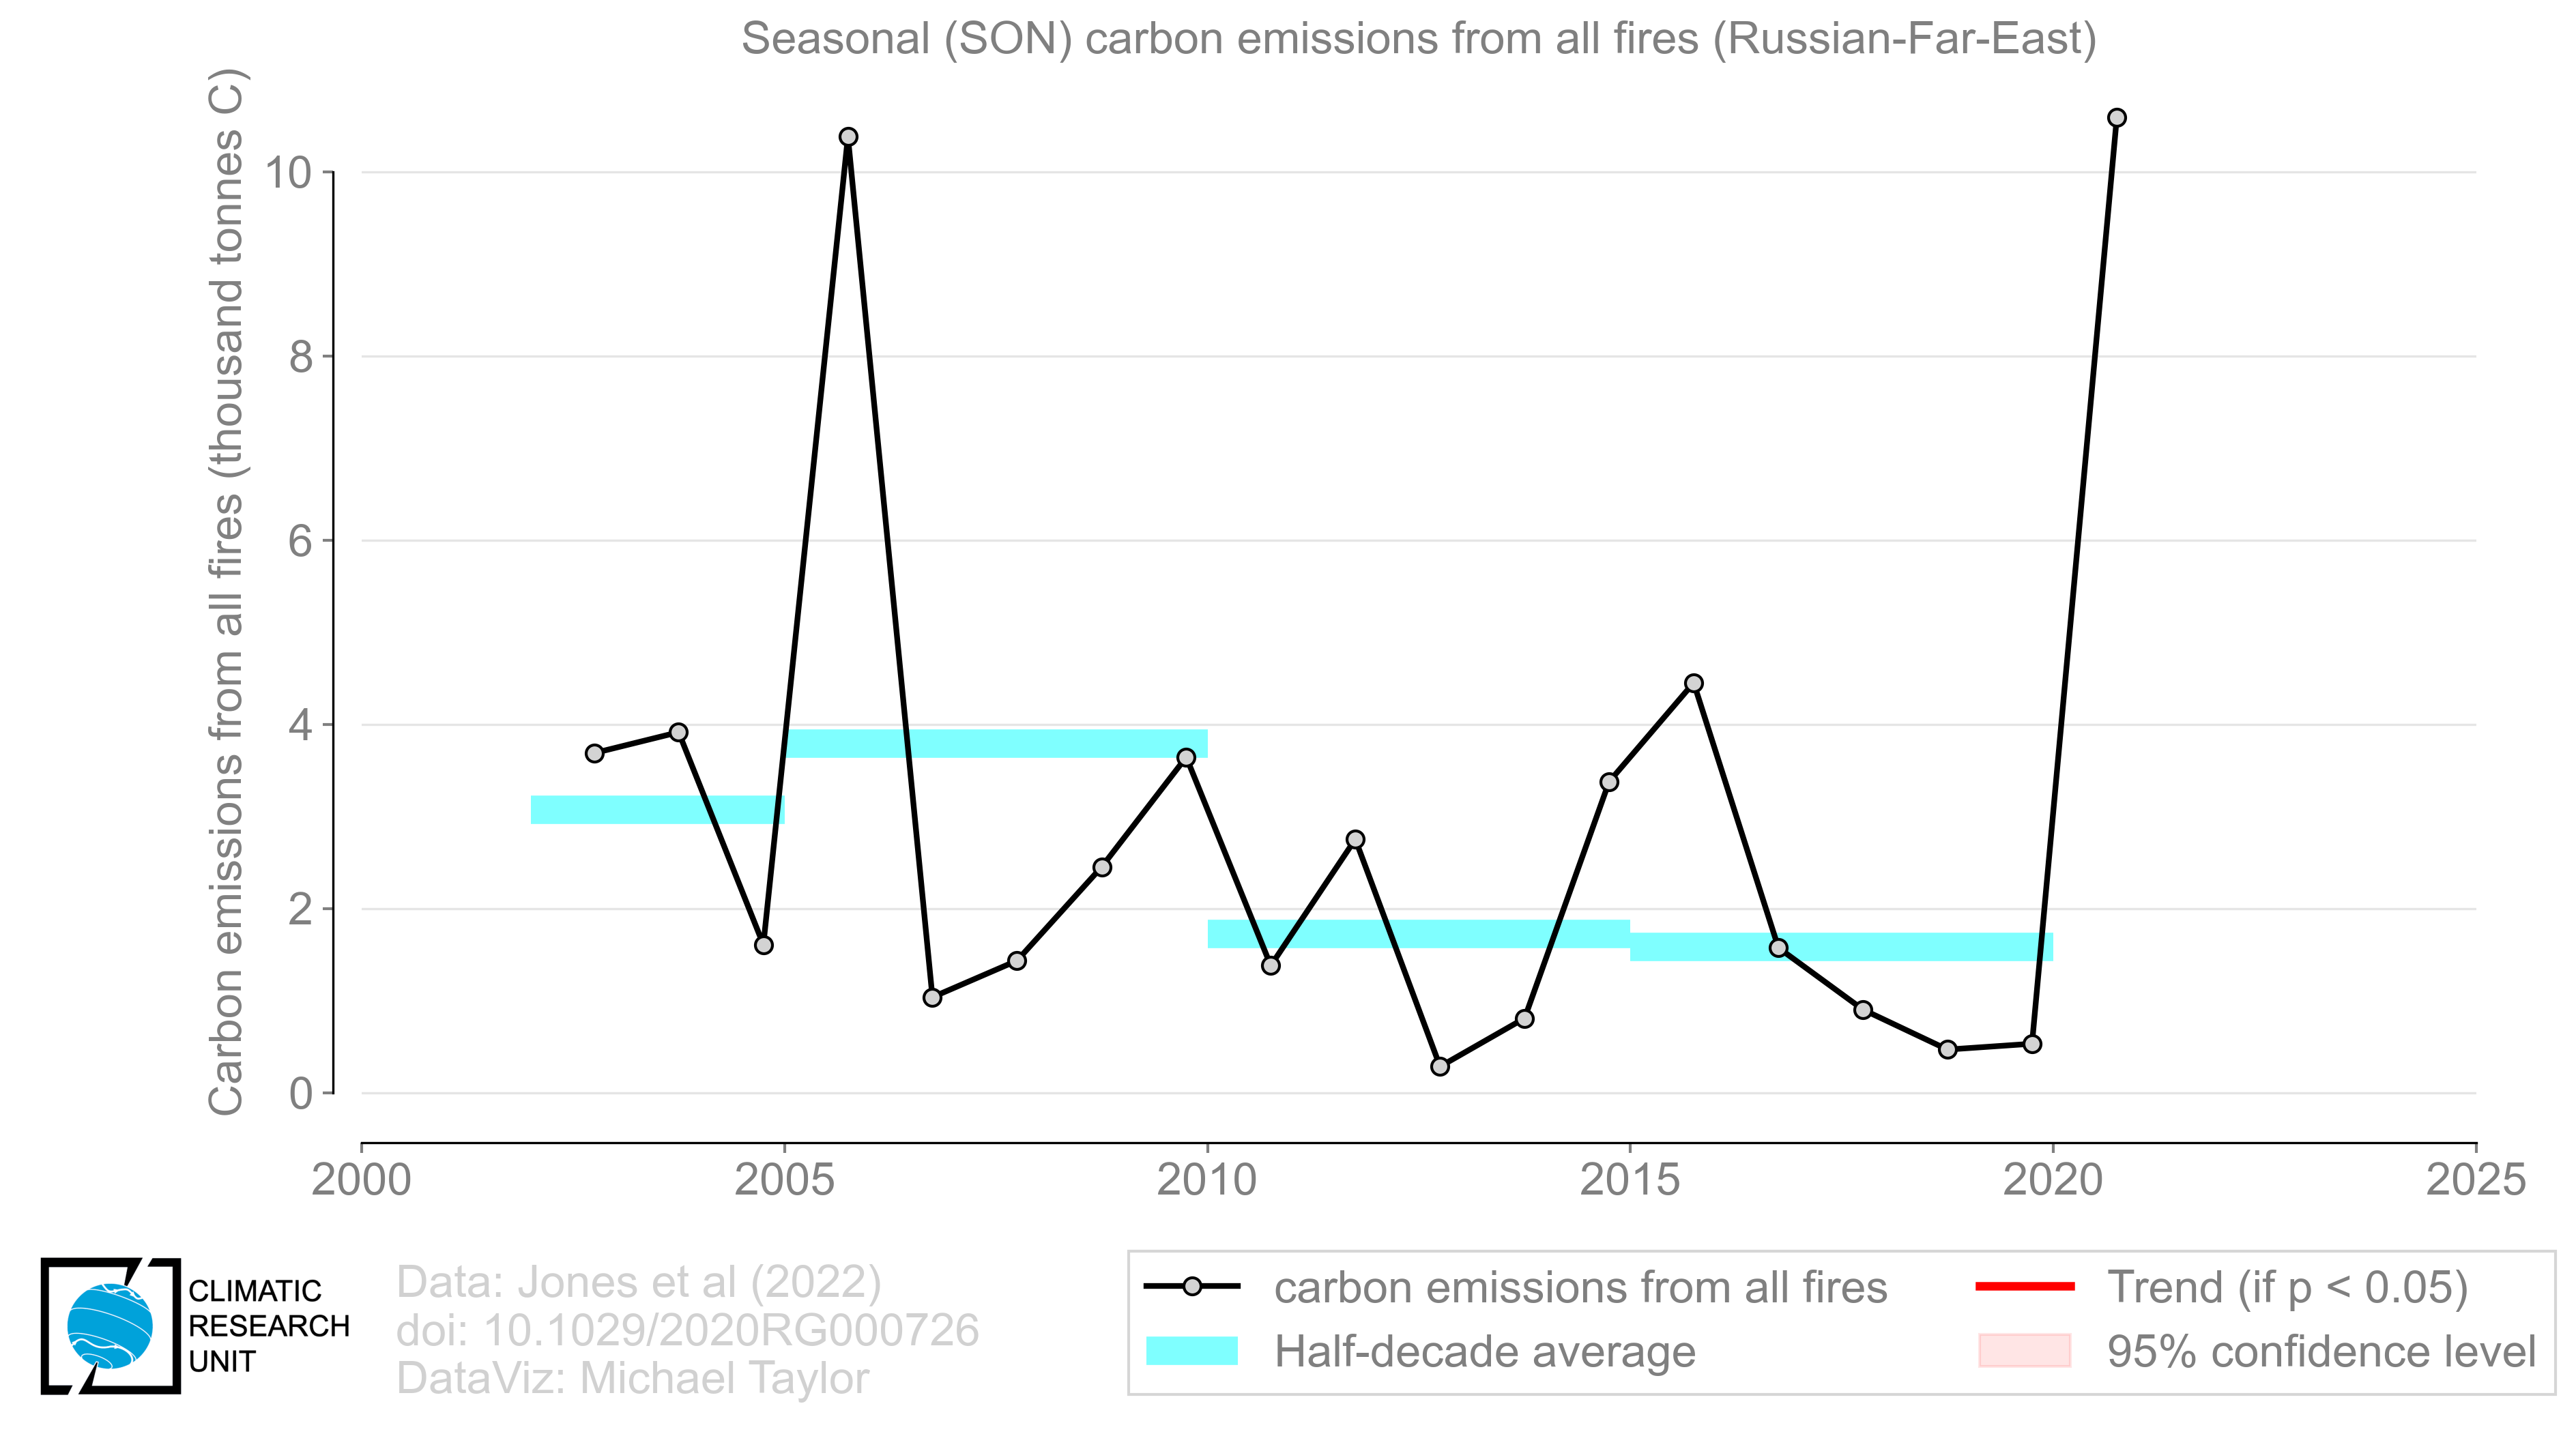 Seasonal (SON) carbon emissions from all fires (Russian-Far-East)
Carbon emissions from all fires (thousand tonnes C)
10
8
6
4
2
0
2000
2005
2010
2015
2020
2025
CLIMATIC
RESEARCH
UNIT
Data: Jones et al (2022)
doi: 10.1029/2020RG000726
DataViz: Michael Taylor
carbon emissions from all fires
Half-decade average
Trend (if p < 0.05)
95% confidence level